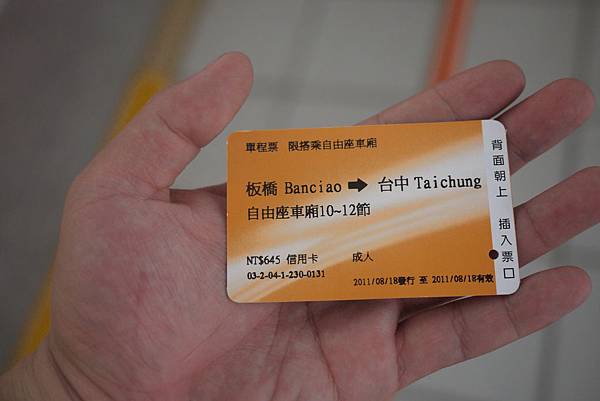 單程票 限搭乘自由座車廂
板橋 Banciao ➡ 台中 Taichung
自由座車廂10~12節
NT$645 信用卡 成人
03-2-04-1-230-0131
2011/08/18發行 至 2011/08/18有效
背面朝上 插入票口